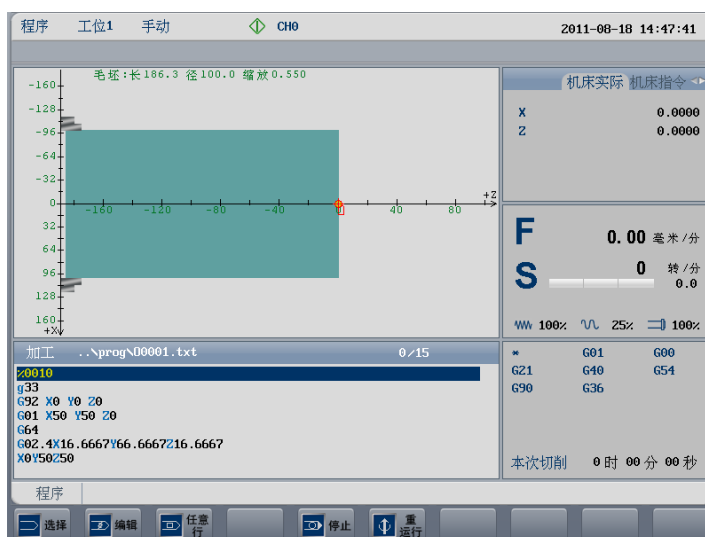 程序 工位1 手动 CH0 2011-08-18 14:47:41
毛坯:长186.3 径100.0 缩放0.550
机床实际 机床指令
X 0.0000
Z 0.0000
-160
-128
-96
-64
-32
0
32
64
96
128
160
+X
-160 -120 -80 -40 0 40 80 +Z
F 0.00 毫米/分
S 0 转/分
0.0
100% 25% 100%
加工 ..\prog\O0001.txt 0/15
%0010
g33
G92 X0 Y0 Z0
G01 X50 Y50 Z0
G64
G02.4X16.6667Y66.6667Z16.6667
X0Y50Z50
* G01 G00
G21 G40 G54
G90 G36
本次切削 0时 00分 00秒
程序
选择 编辑 任意行 停止 重运行